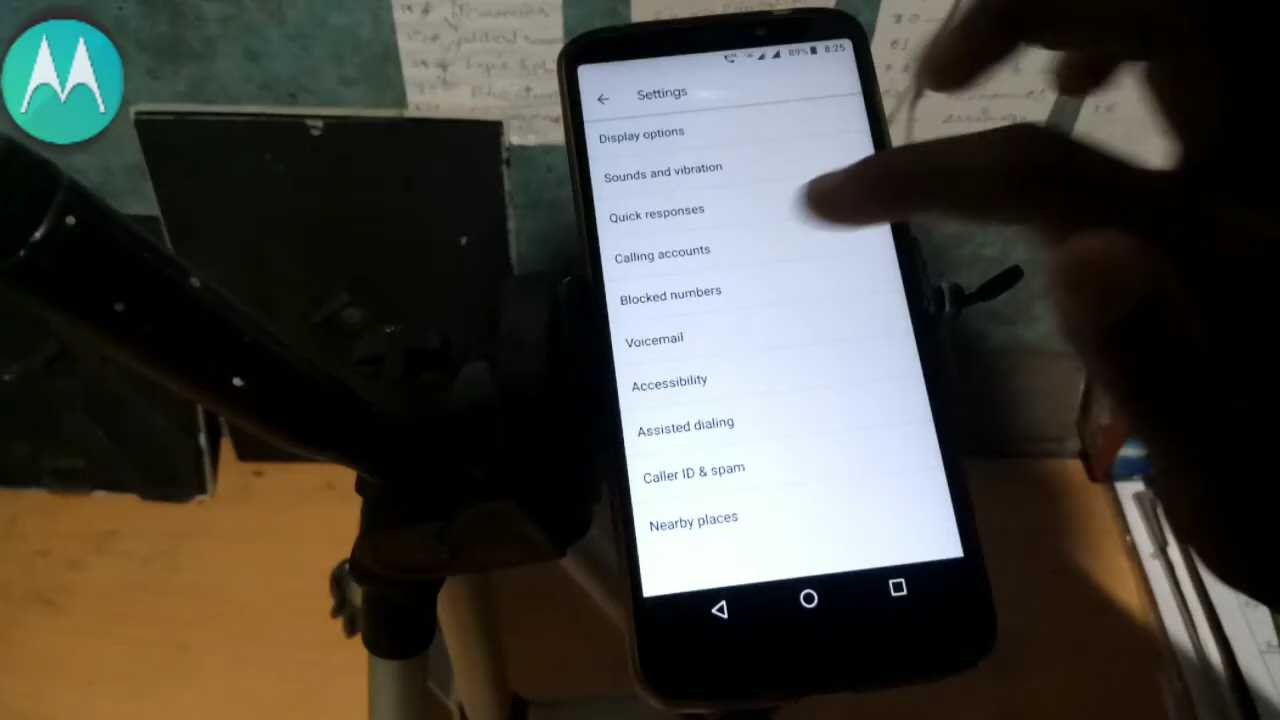 89% 8:25
Settings
Display options
Sounds and vibration
Quick responses
Calling accounts
Blocked numbers
Voicemail
Accessibility
Assisted dialing
Caller ID & spam
Nearby places